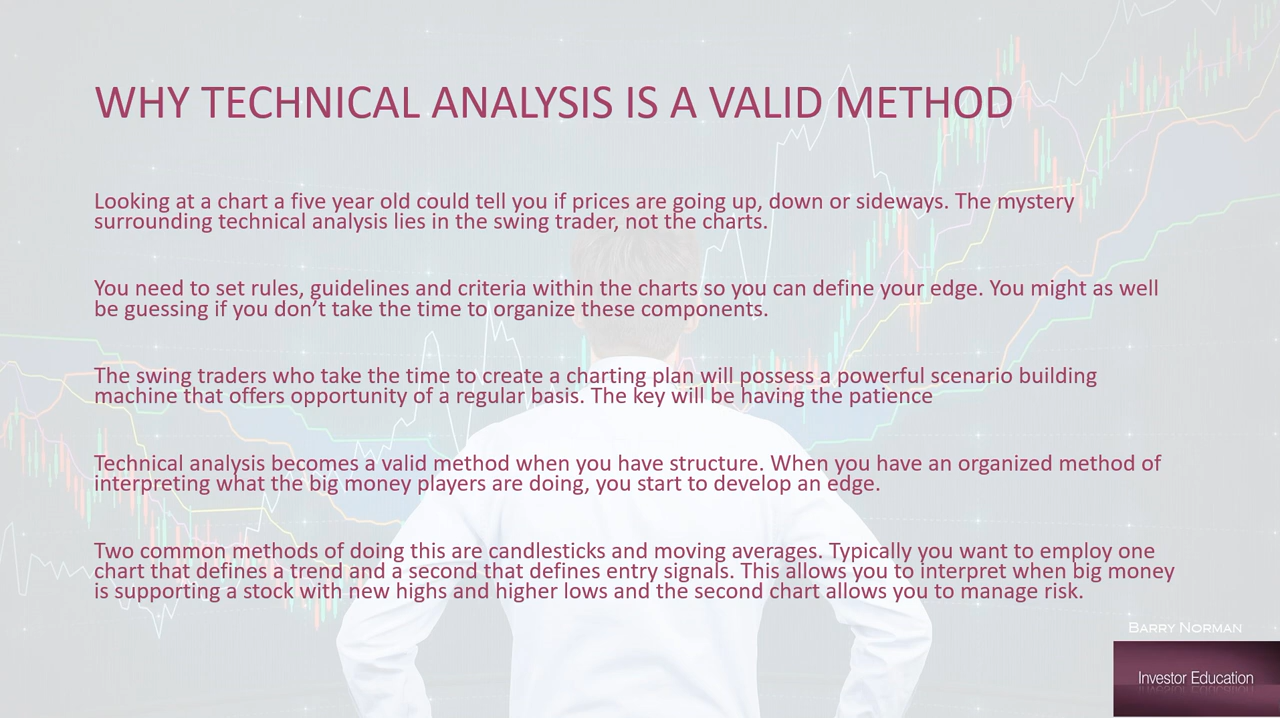 WHY TECHNICAL ANALYSIS IS A VALID METHOD
Looking at a chart a five year old could tell you if prices are going up, down or sideways. The mystery
surrounding technical analysis lies in the swing trader, not the charts.
You need to set rules, guidelines and criteria within the charts so you can define your edge. You might as well
be guessing if you don’t take the time to organize these components.
The swing traders who take the time to create a charting plan will possess a powerful scenario building
machine that offers opportunity of a regular basis. The key will be having the patience
Technical analysis becomes a valid method when you have structure. When you have an organized method of
interpreting what the big money players are doing, you start to develop an edge.
Two common methods of doing this are candlesticks and moving averages. Typically you want to employ one
chart that defines a trend and a second that defines entry signals. This allows you to interpret when big money
is supporting a stock with new highs and higher lows and the second chart allows you to manage risk.
Barry Norman
Investor Education